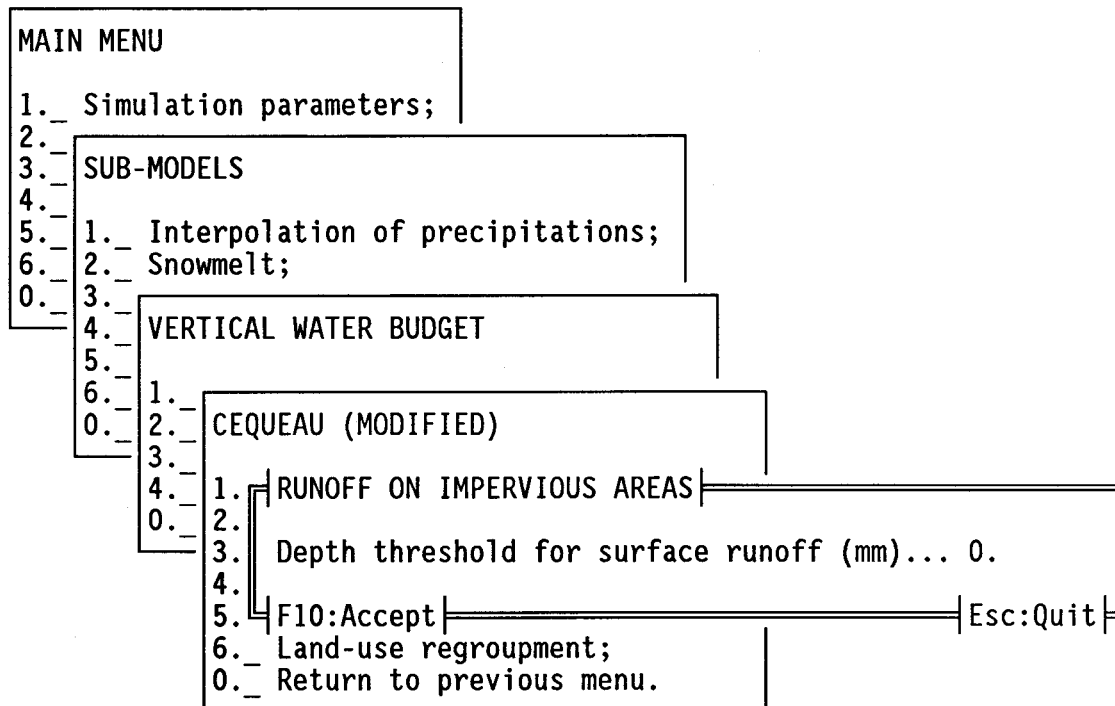 MAIN MENU
1._ Simulation parameters;
2._
3._ SUB-MODELS
4._
5._ 1._ Interpolation of precipitations;
6._ 2._ Snowmelt;
0._ 3._
4._ VERTICAL WATER BUDGET
5._
6._ 1._
0._ 2._ CEQUEAU (MODIFIED)
3._
4._ 1. RUNOFF ON IMPERVIOUS AREAS
0._ 2.
3. Depth threshold for surface runoff (mm)... 0.
4.
5. F10:Accept Esc:Quit
6._ Land-use regroupment;
0._ Return to previous menu.